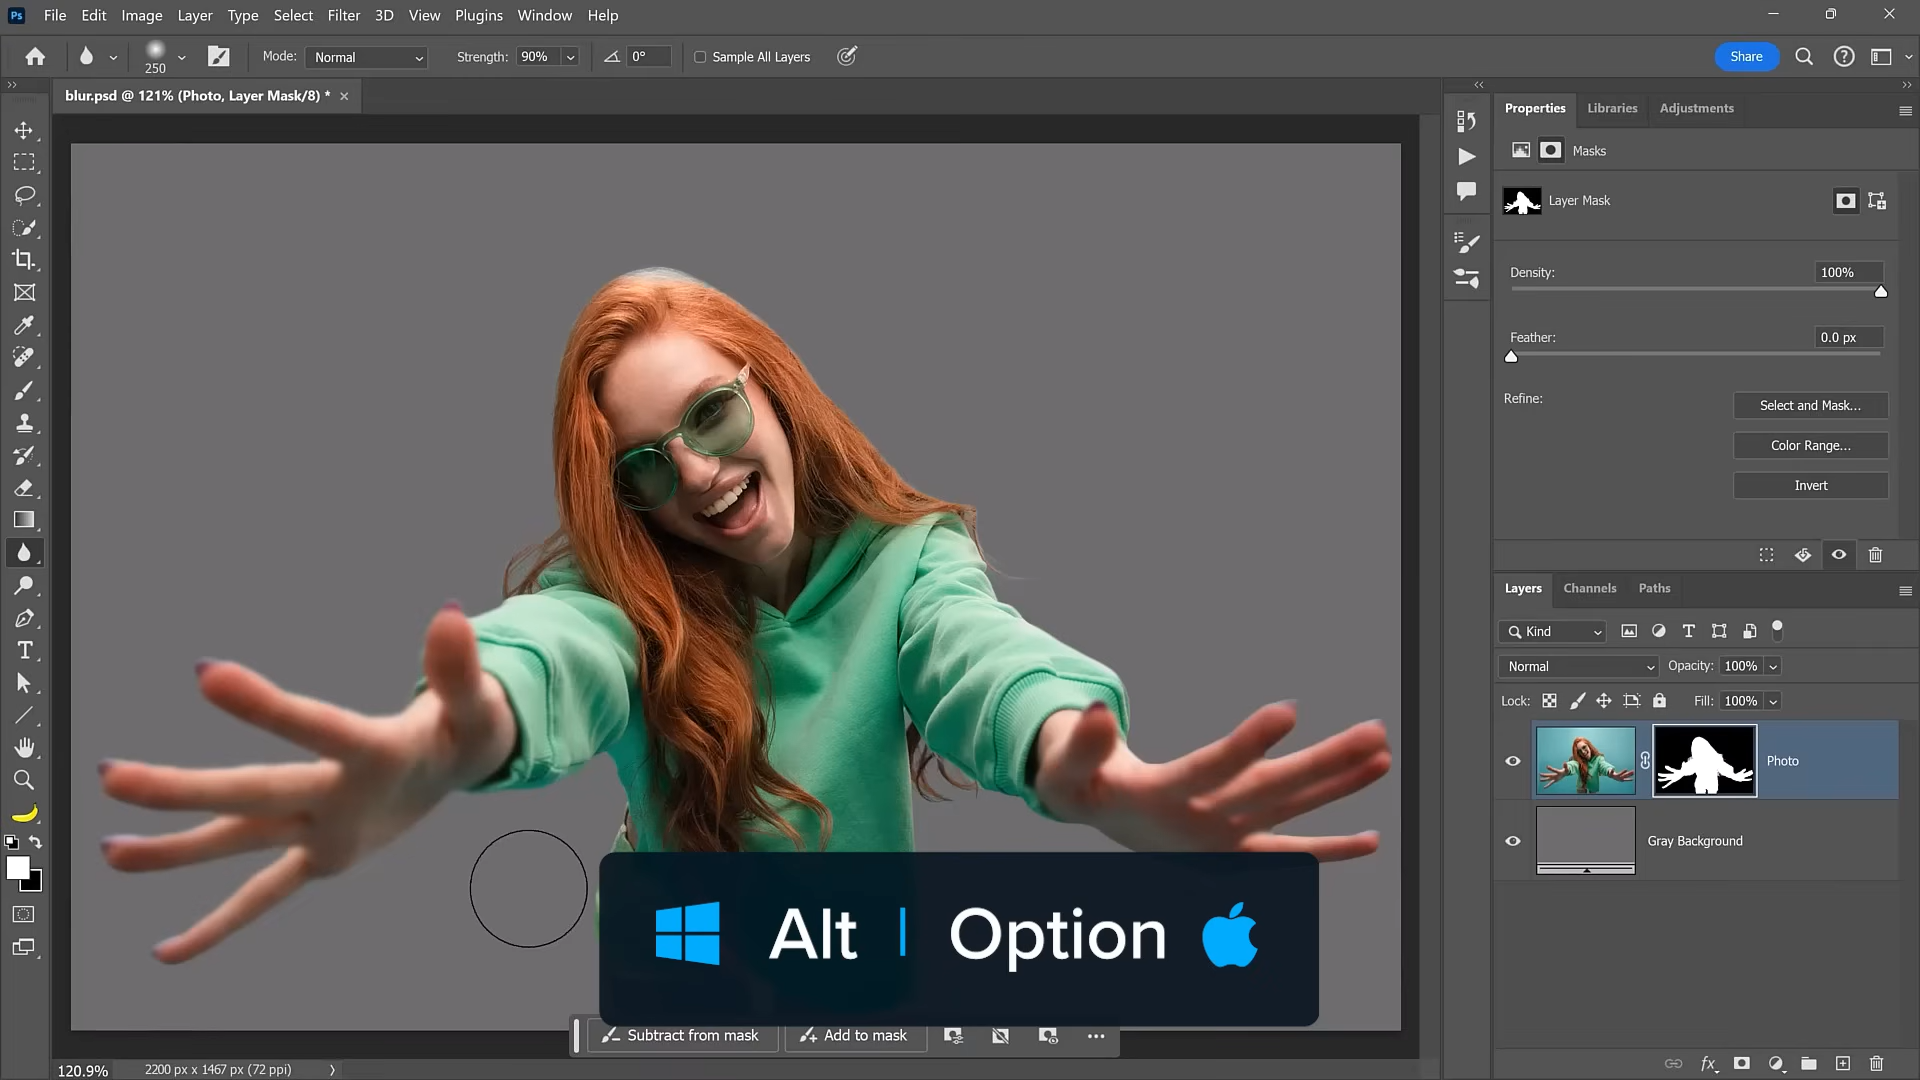 Ps File Edit Image Layer Type Select Filter 3D View Plugins Window Help
250 Mode: Normal Strength: 90% 0° Sample All Layers Share
blur.psd @ 121% (Photo, Layer Mask/8) *
Properties Libraries Adjustments
Masks
Layer Mask
Density: 100%
Feather: 0.0 px
Refine: Select and Mask...
Color Range...
Invert
Layers Channels Paths
Kind
Normal Opacity: 100%
Lock: Fill: 100%
Photo
Gray Background
Alt | Option
Subtract from mask Add to mask
120.9% 2200 px x 1467 px (72 ppi)
fx